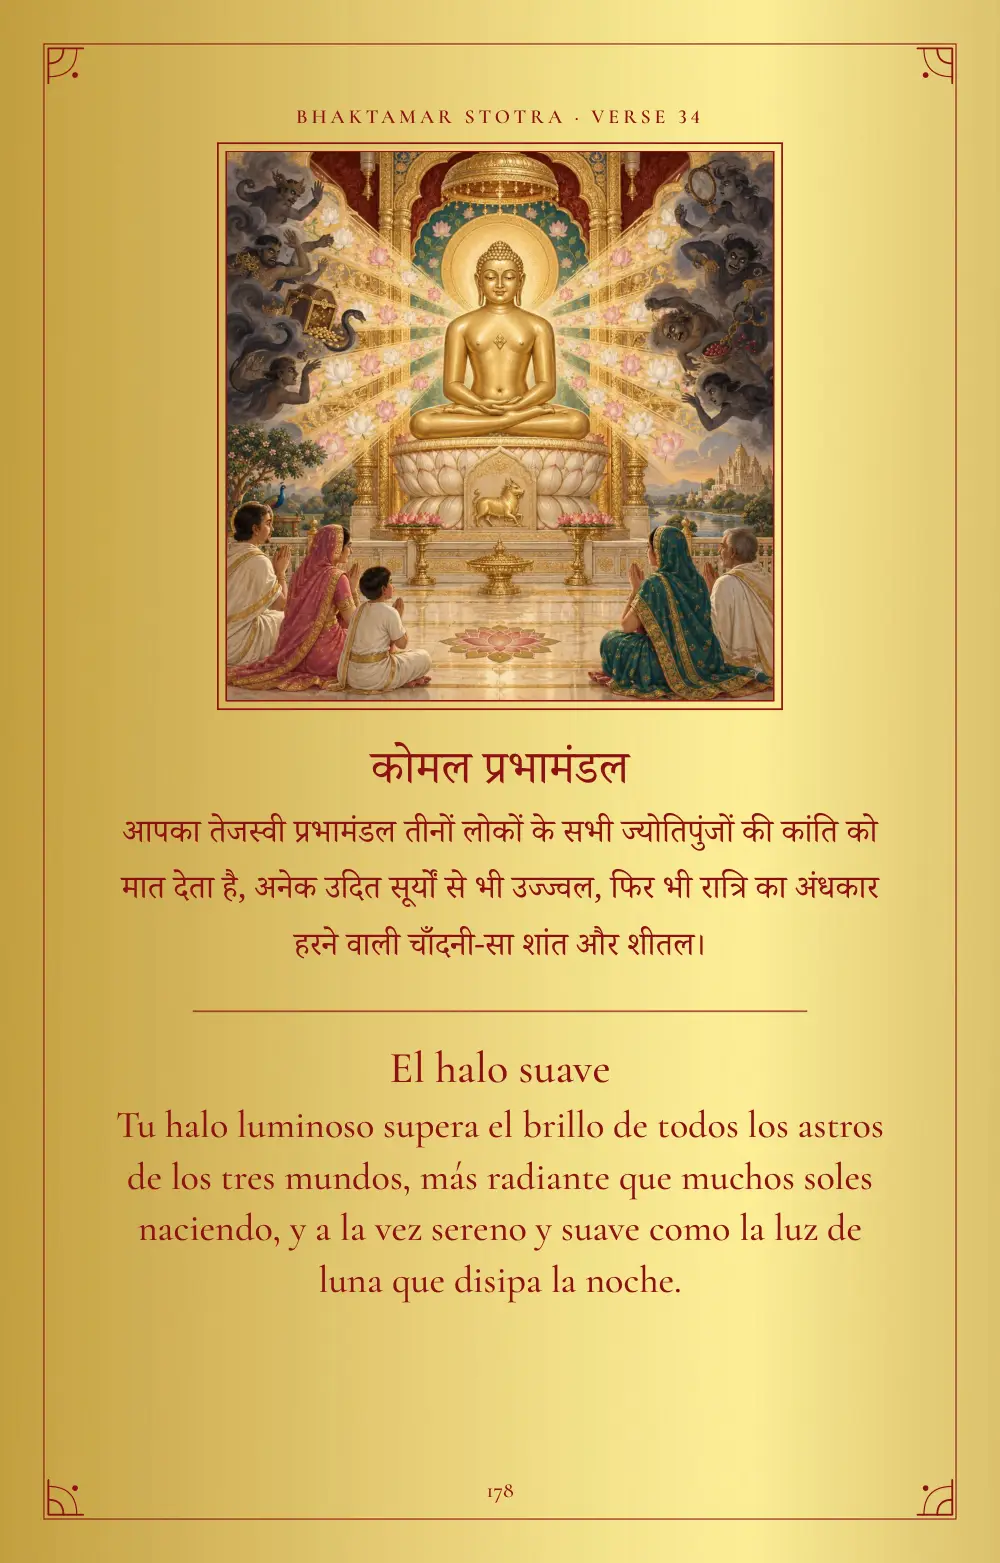 BHAKTAMAR STOTRA · VERSE 34
कोमल प्रभामंडल
आपका तेजस्वी प्रभामंडल तीनों लोकों के सभी ज्योतिपुंजों की कांति को
मात देता है, अनेक उदित सूर्यों से भी उज्ज्वल, फिर भी रात्रि का अंधकार
हरने वाली चाँदनी-सा शांत और शीतल।
El halo suave
Tu halo luminoso supera el brillo de todos los astros
de los tres mundos, más radiante que muchos soles
naciendo, y a la vez sereno y suave como la luz de
luna que disipa la noche.
178